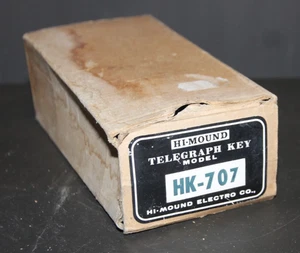 HI-MOUND
TELEGRAPH KEY
MODEL
HK-707
HI-MOUND ELECTRO CO.,